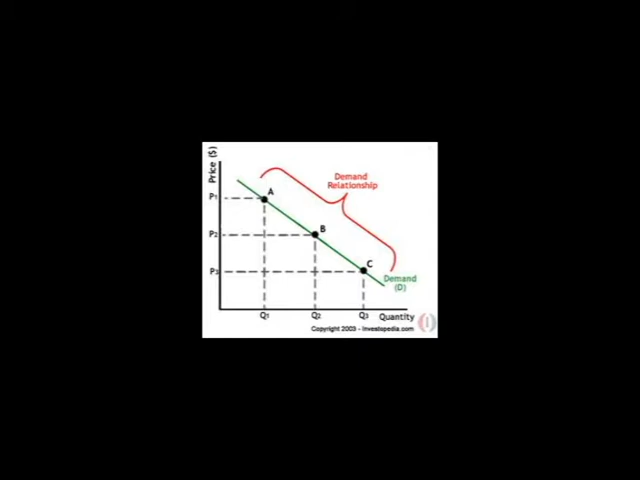 Price ($)
Demand
Relationship
A
P1
B
P2
C
P3
Demand
(D)
Q1 Q2 Q3 Quantity
Copyright 2003 - Investopedia.com